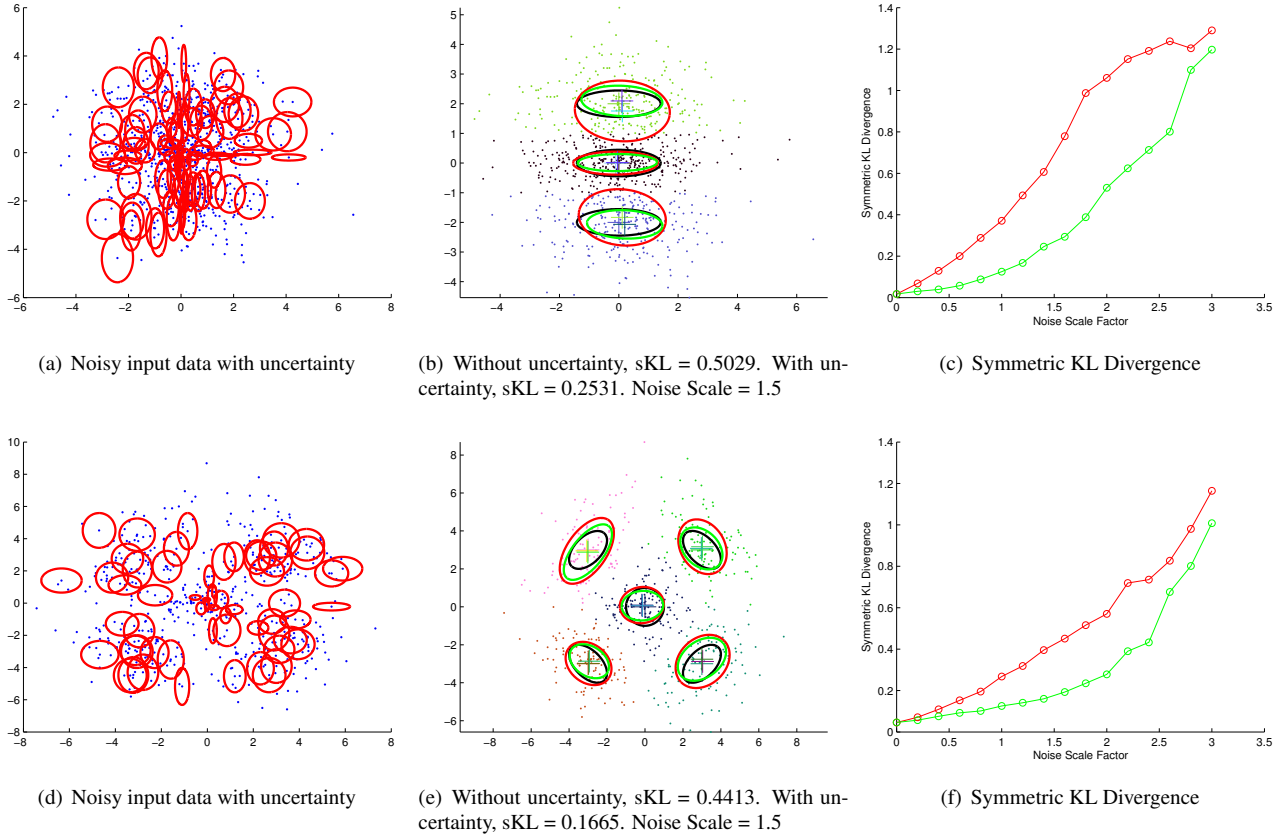 6
4
2
0
−2
−4
6
−6 −4 −2 0 2 4 6 8
5
4
3
2
1
0
−1
−2
−3
−4
−4 −2 0 2 4 6
1.4
1.2
1
0.8
0.6
0.4
0.2
0
Symmetric KL Divergence
0 0.5 1 1.5 2 2.5 3 3.5
Noise Scale Factor
(a) Noisy input data with uncertainty
(b) Without uncertainty, sKL = 0.5029. With un-
certainty, sKL = 0.2531. Noise Scale = 1.5
(c) Symmetric KL Divergence
10
8
6
4
2
0
−2
−4
−6
−8
−8 −6 −4 −2 0 2 4 6 8
8
6
4
2
0
−2
−4
−6
−8 −6 −4 −2 0 2 4 6 8
1.4
1.2
1
0.8
0.6
0.4
0.2
0
Symmetric KL Divergence
0 0.5 1 1.5 2 2.5 3 3.5
Noise Scale Factor
(d) Noisy input data with uncertainty
(e) Without uncertainty, sKL = 0.4413. With un-
certainty, sKL = 0.1665. Noise Scale = 1.5
(f) Symmetric KL Divergence